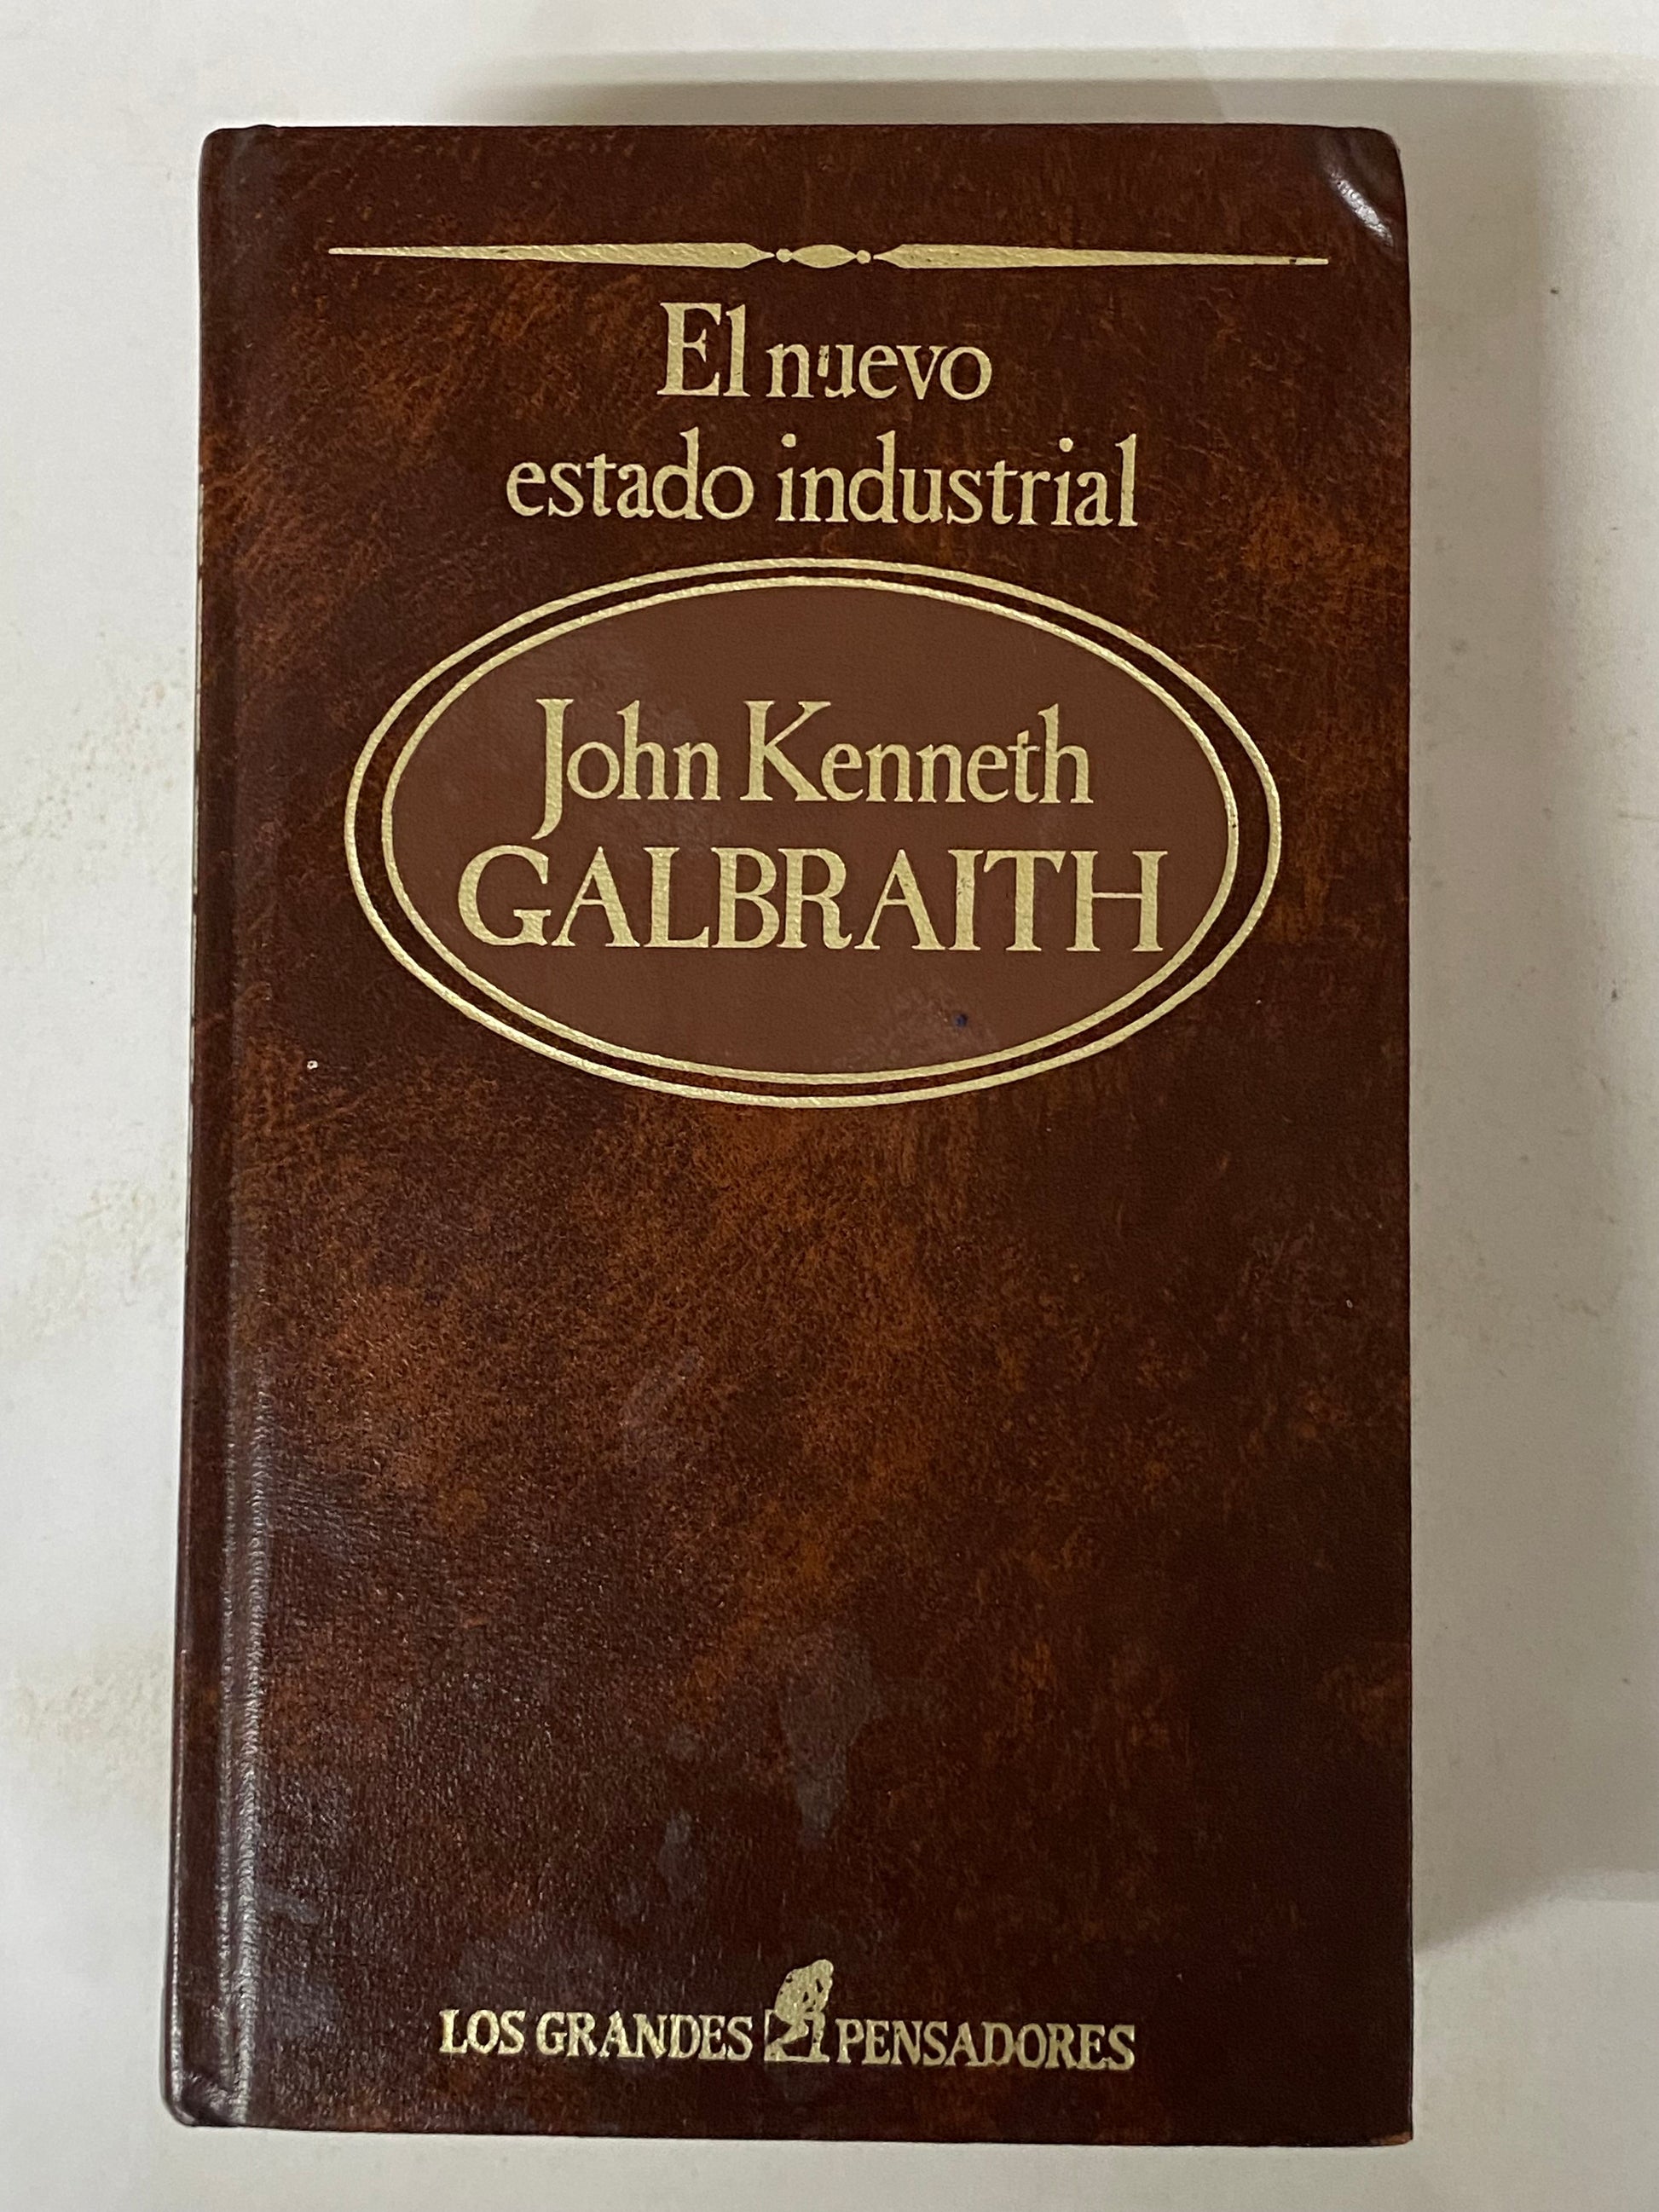 El nuevo
estado industrial
John Kenneth
GALBRAITH
LOS GRANDES PENSADORES